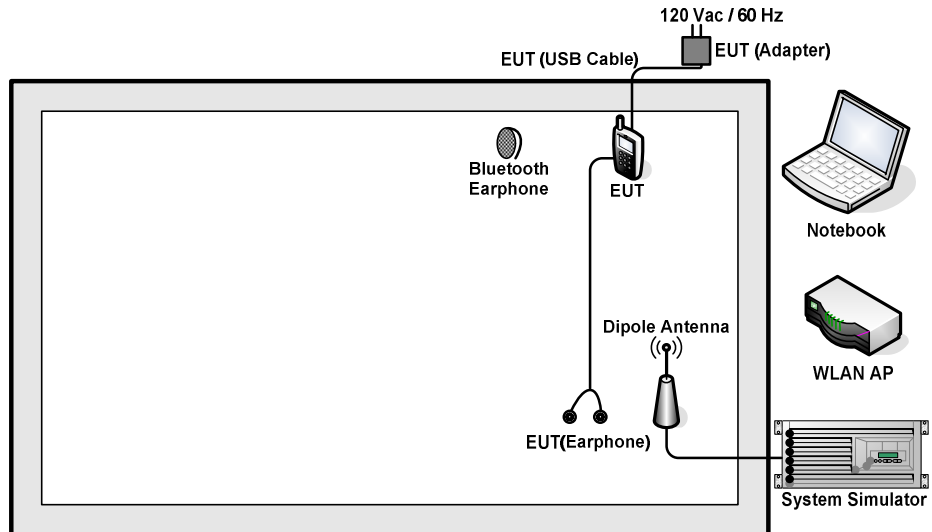 120 Vac / 60 Hz
EUT (USB Cable)
EUT (Adapter)
Bluetooth
Earphone
EUT
Notebook
Dipole Antenna
WLAN AP
EUT(Earphone)
System Simulator